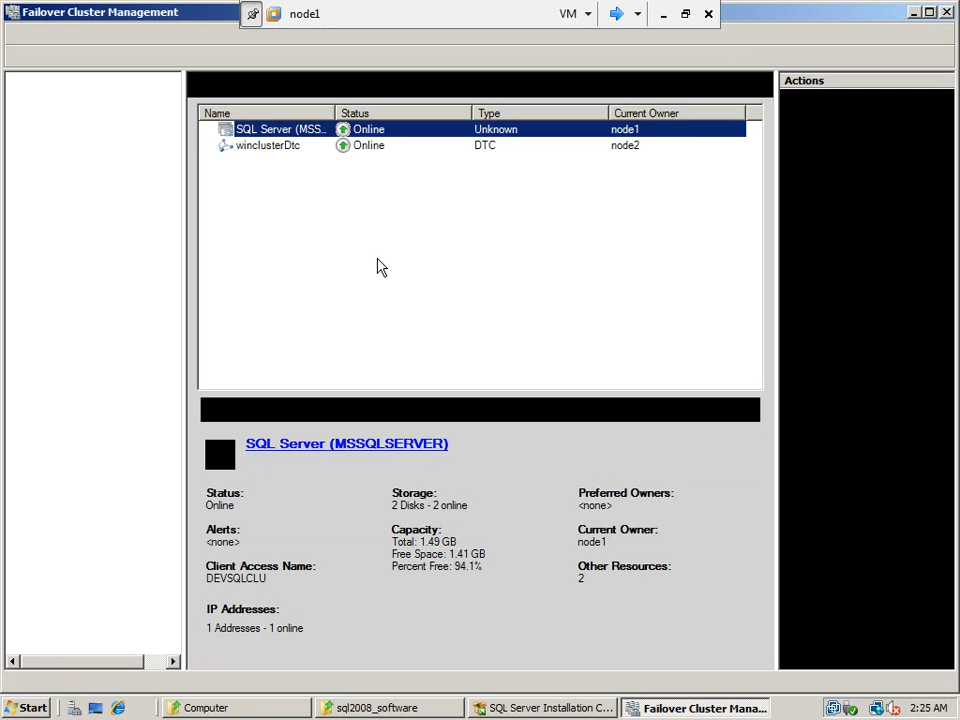 Failover Cluster Management
node1
VM
Actions
Name Status Type Current Owner
SQL Server (MSS... Online Unknown node1
winclusterDtc Online DTC node2
SQL Server (MSSQLSERVER)
Status:
Online
Storage:
2 Disks - 2 online
Preferred Owners:
<none>
Alerts:
<none>
Capacity:
Total: 1.49 GB
Free Space: 1.41 GB
Percent Free: 94.1%
Current Owner:
node1
Client Access Name:
DEVSQLCLU
Other Resources:
2
IP Addresses:
1 Addresses - 1 online
Start Computer sql2008_software SQL Server Installation C... Failover Cluster Mana... 2:25 AM